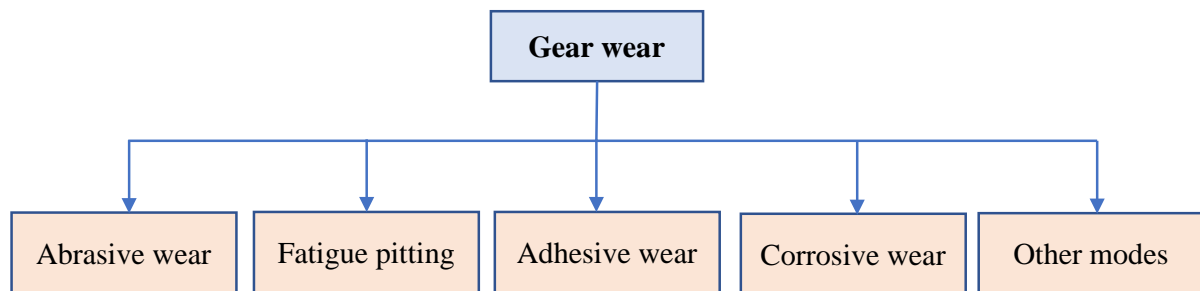 Gear wear
Abrasive wear
Fatigue pitting
Adhesive wear
Corrosive wear
Other modes